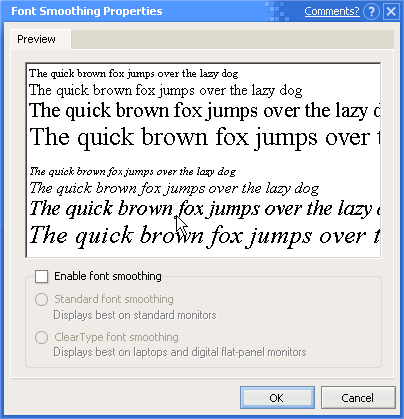 Font Smoothing Properties Comments? ?
Preview
The quick brown fox jumps over the lazy dog
The quick brown fox jumps over the lazy dog
The quick brown fox jumps over the lazy d
The quick brown fox jumps over t
The quick brown fox jumps over the lazy dog
The quick brown fox jumps over the lazy dog
The quick brown fox jumps over the lazy d
The quick brown fox jumps over t
Enable font smoothing
Standard font smoothing
Displays best on standard monitors
ClearType font smoothing
Displays best on laptops and digital flat-panel monitors
OK Cancel